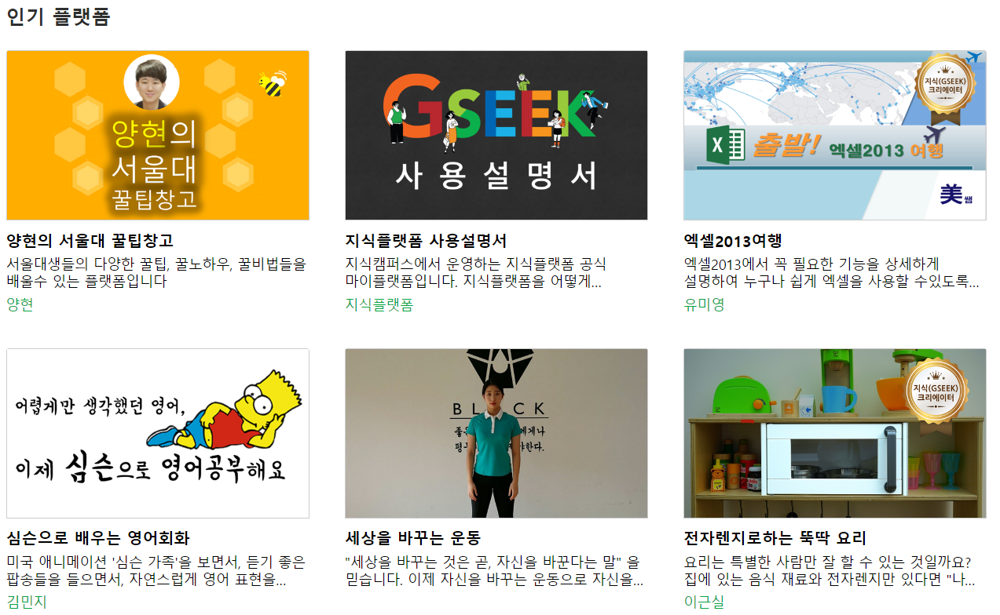 인기 플랫폼
양현의
서울대
꿀팁창고
GSEEK
사용설명서
지식(GSEEK)
크리에이터
출발! 엑셀2013 여행
美쌤
양현의 서울대 꿀팁창고
서울대생들의 다양한 꿀팁, 꿀노하우, 꿀비법들을
배울수 있는 플랫폼입니다
양현
지식플랫폼 사용설명서
지식캠퍼스에서 운영하는 지식플랫폼 공식
마이플랫폼입니다. 지식플랫폼을 어떻게...
지식플랫폼
엑셀2013여행
엑셀2013에서 꼭 필요한 기능을 상세하게
설명하여 누구나 쉽게 엑셀을 사용할 수있도록...
유미영
어렵게만 생각했던 영어,
이제 심슨으로 영어공부해요
BLACK
지식(GSEEK)
크리에이터
심슨으로 배우는 영어회화
미국 애니메이션 '심슨 가족'을 보면서, 듣기 좋은
팝송들을 들으면서, 자연스럽게 영어 표현을...
김민지
세상을 바꾸는 운동
"세상을 바꾸는 것은 곧, 자신을 바꾼다는 말" 을
믿습니다. 이제 자신을 바꾸는 운동으로 자신을...
전자렌지로하는 뚝딱 요리
요리는 특별한 사람만 잘 할 수 있는 것일까요?
집에 있는 음식 재료와 전자렌지만 있다면 "나...
이근실